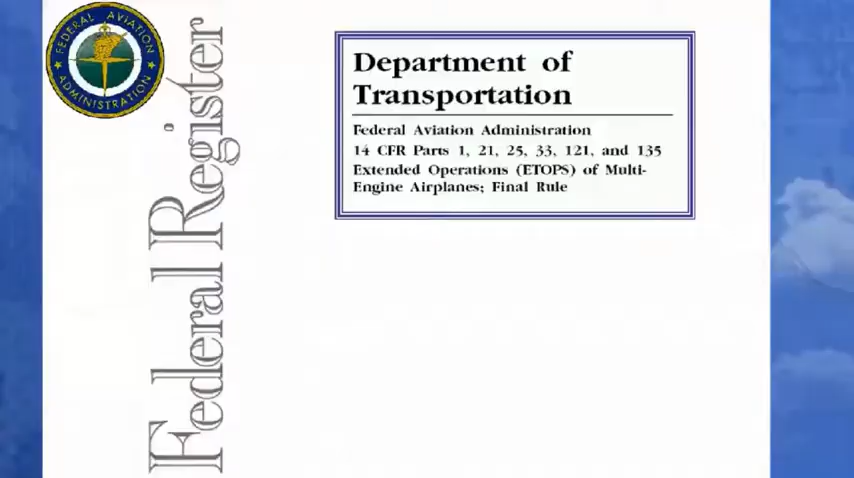 FEDERAL AVIATION
ADMINISTRATION
Federal Register
Department of
Transportation
Federal Aviation Administration
14 CFR Parts 1, 21, 25, 33, 121, and 135
Extended Operations (ETOPS) of Multi-
Engine Airplanes; Final Rule